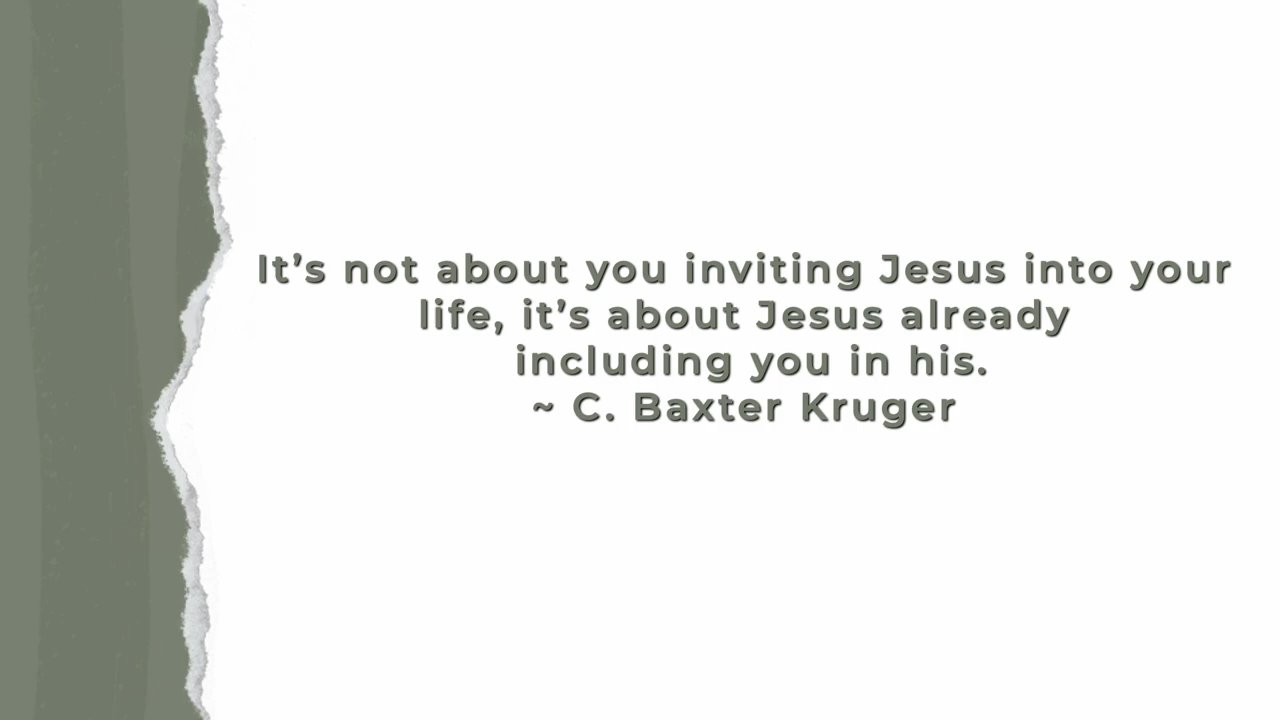 It’s not about you inviting Jesus into your
life, it’s about Jesus already
including you in his.
~ C. Baxter Kruger